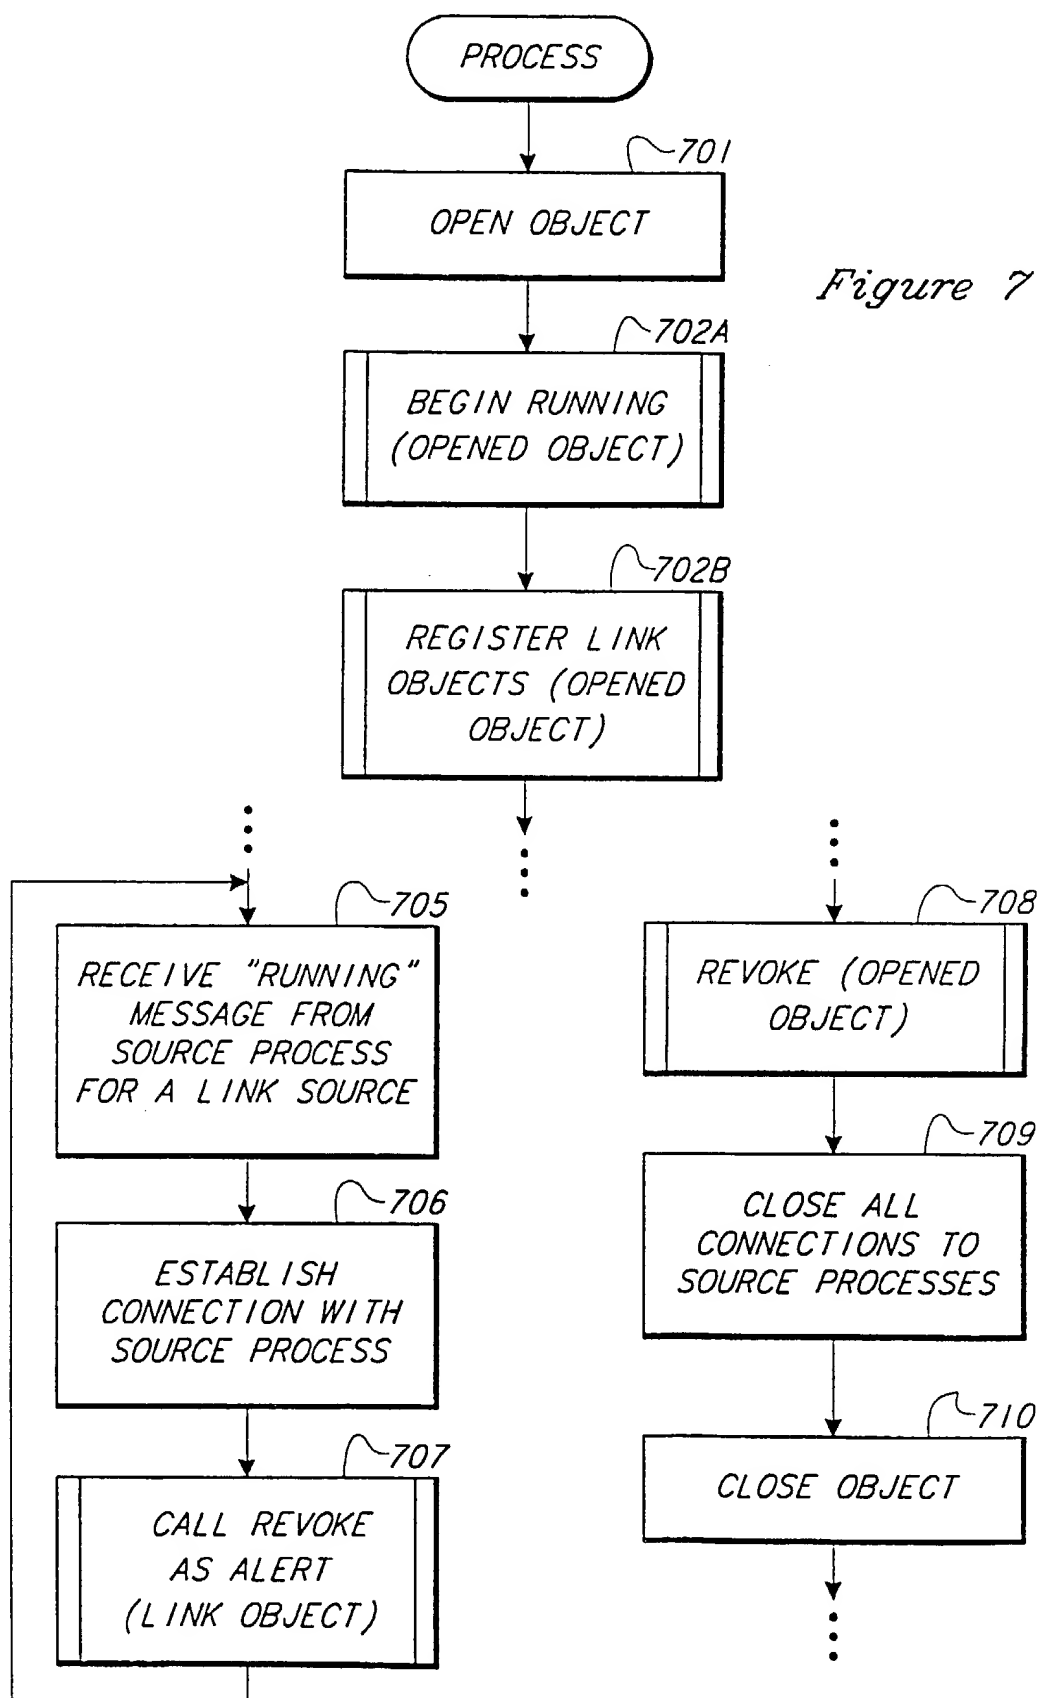 PROCESS
701
OPEN OBJECT
Figure 7
702A
BEGIN RUNNING
(OPENED OBJECT)
702B
REGISTER LINK
OBJECTS (OPENED
OBJECT)
705
RECEIVE "RUNNING"
MESSAGE FROM
SOURCE PROCESS
FOR A LINK SOURCE
706
ESTABLISH
CONNECTION WITH
SOURCE PROCESS
707
CALL REVOKE
AS ALERT
(LINK OBJECT)
708
REVOKE (OPENED
OBJECT)
709
CLOSE ALL
CONNECTIONS TO
SOURCE PROCESSES
710
CLOSE OBJECT